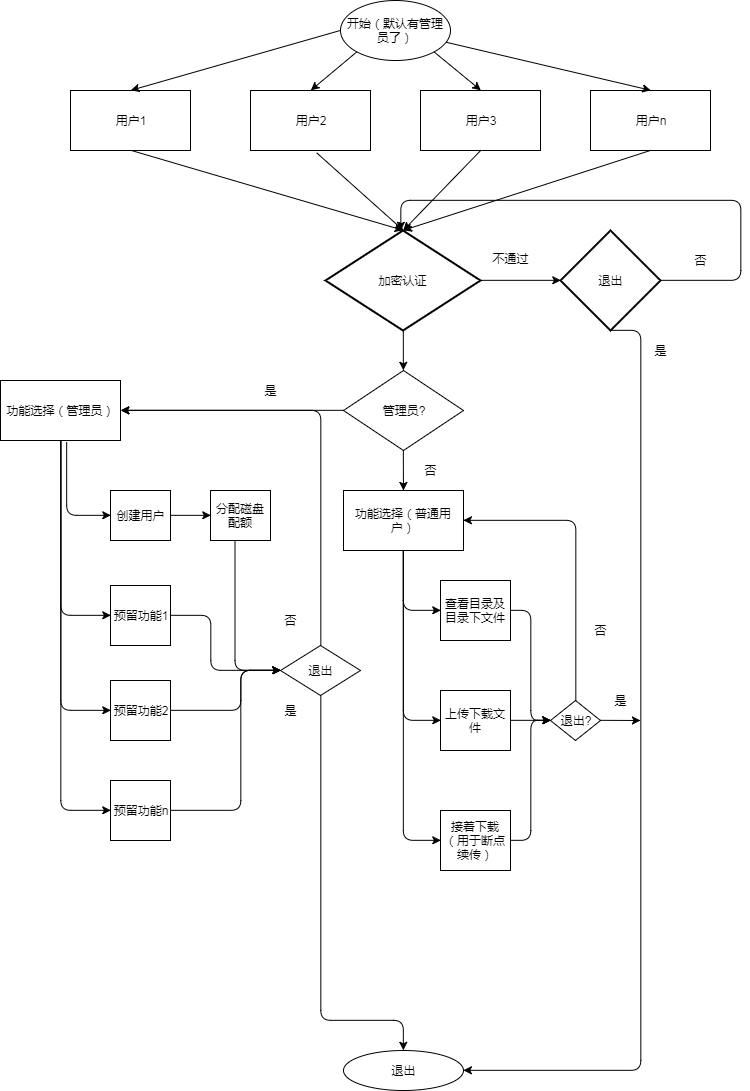 开始（默认有管理
员了）
用户1
用户2
用户3
用户n
加密认证
不通过
退出
否
是
是
功能选择（管理员）
管理员?
否
创建用户
分配磁盘
配额
功能选择（普通用
户）
查看目录及
目录下文件
预留功能1
否
否
退出
是
预留功能2
上传下载文
件
退出?
是
预留功能n
接着下载
（用于断点
续传）
退出